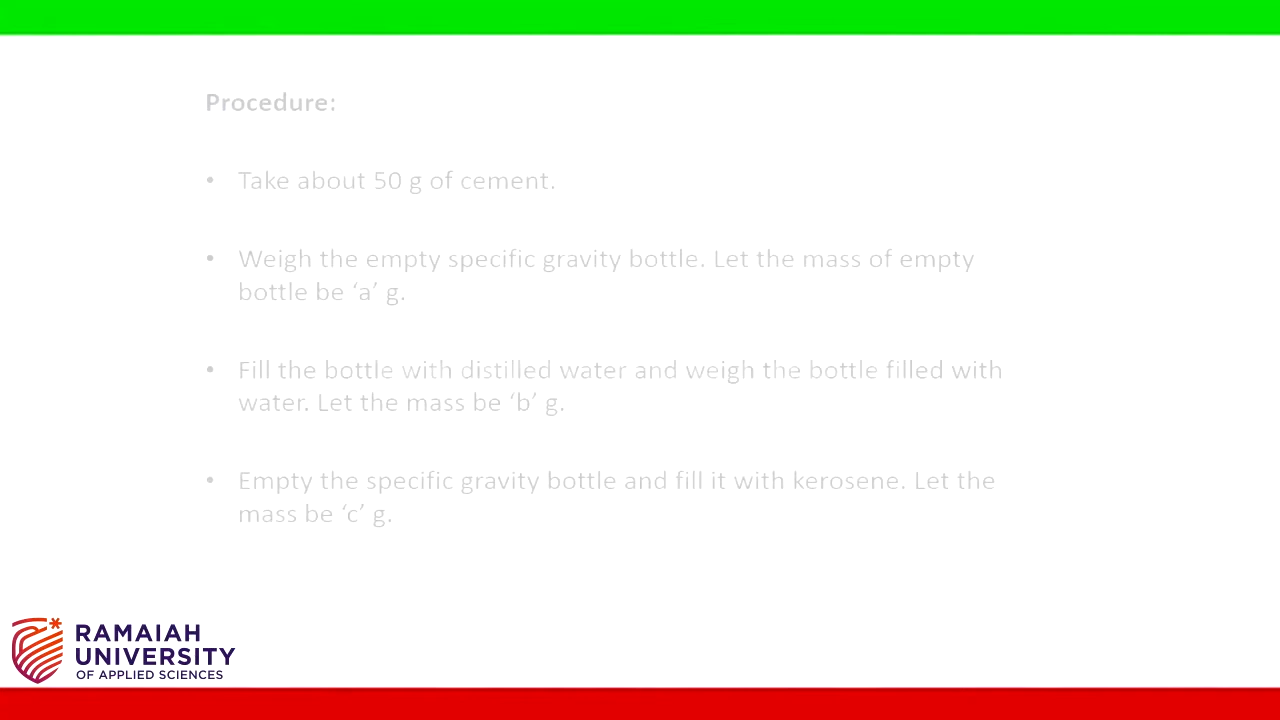 Procedure:
• Take about 50 g of cement.
• Weigh the empty specific gravity bottle. Let the mass of empty
bottle be ‘a’ g.
• Fill the bottle with distilled water and weigh the bottle filled with
water. Let the mass be ‘b’ g.
• Empty the specific gravity bottle and fill it with kerosene. Let the
mass be ‘c’ g.
RAMAIAH
UNIVERSITY
OF APPLIED SCIENCES